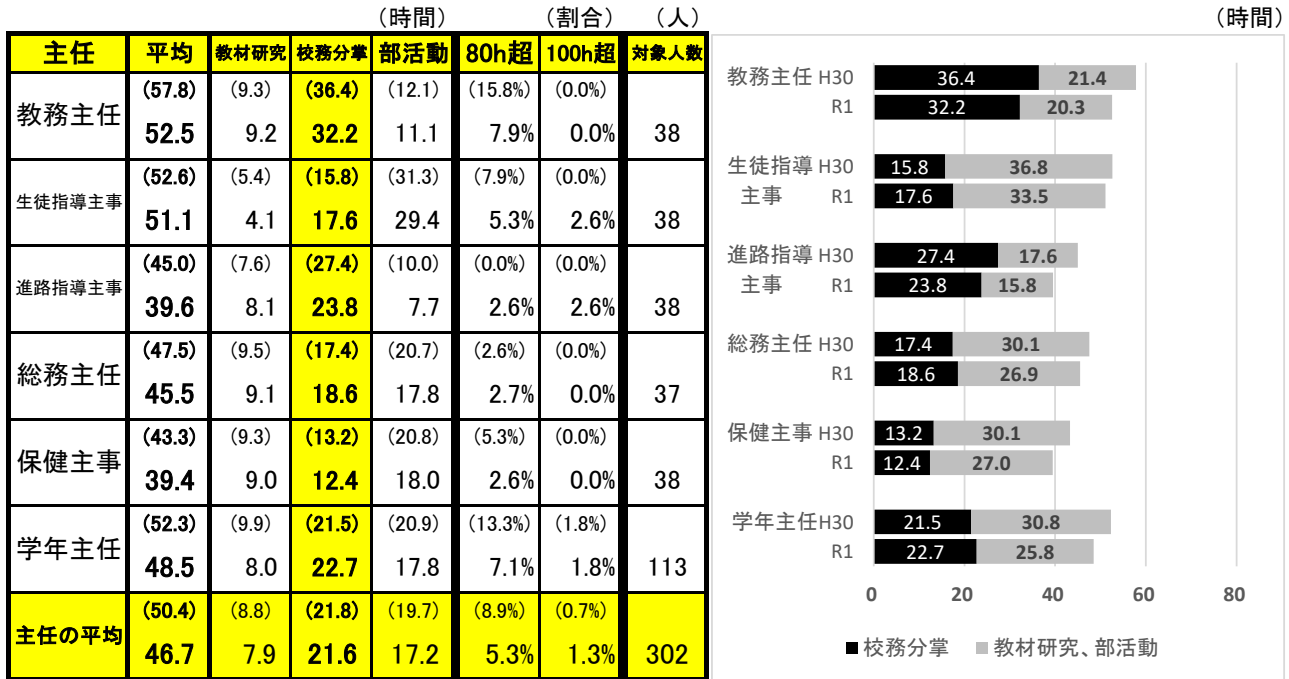 （時間） （割合） （人）
主任 平均 教材研究 校務分掌 部活動 80h超 100h超 対象人数
教務主任 (57.8) (9.3) (36.4) (12.1) (15.8%) (0.0%)
52.5 9.2 32.2 11.1 7.9% 0.0% 38
生徒指導主事 (52.6) (5.4) (15.8) (31.3) (7.9%) (0.0%)
51.1 4.1 17.6 29.4 5.3% 2.6% 38
進路指導主事 (45.0) (7.6) (27.4) (10.0) (0.0%) (0.0%)
39.6 8.1 23.8 7.7 2.6% 2.6% 38
総務主任 (47.5) (9.5) (17.4) (20.7) (2.6%) (0.0%)
45.5 9.1 18.6 17.8 2.7% 0.0% 37
保健主事 (43.3) (9.3) (13.2) (20.8) (5.3%) (0.0%)
39.4 9.0 12.4 18.0 2.6% 0.0% 38
学年主任 (52.3) (9.9) (21.5) (20.9) (13.3%) (1.8%)
48.5 8.0 22.7 17.8 7.1% 1.8% 113
主任の平均 (50.4) (8.8) (21.8) (19.7) (8.9%) (0.7%)
46.7 7.9 21.6 17.2 5.3% 1.3% 302
（時間）
教務主任 H30 36.4 21.4
R1 32.2 20.3
生徒指導 H30 15.8 36.8
主事 R1 17.6 33.5
進路指導 H30 27.4 17.6
主事 R1 23.8 15.8
総務主任 H30 17.4 30.1
R1 18.6 26.9
保健主事 H30 13.2 30.1
R1 12.4 27.0
学年主任H30 21.5 30.8
R1 22.7 25.8
0 20 40 60 80
■校務分掌 ■教材研究、部活動